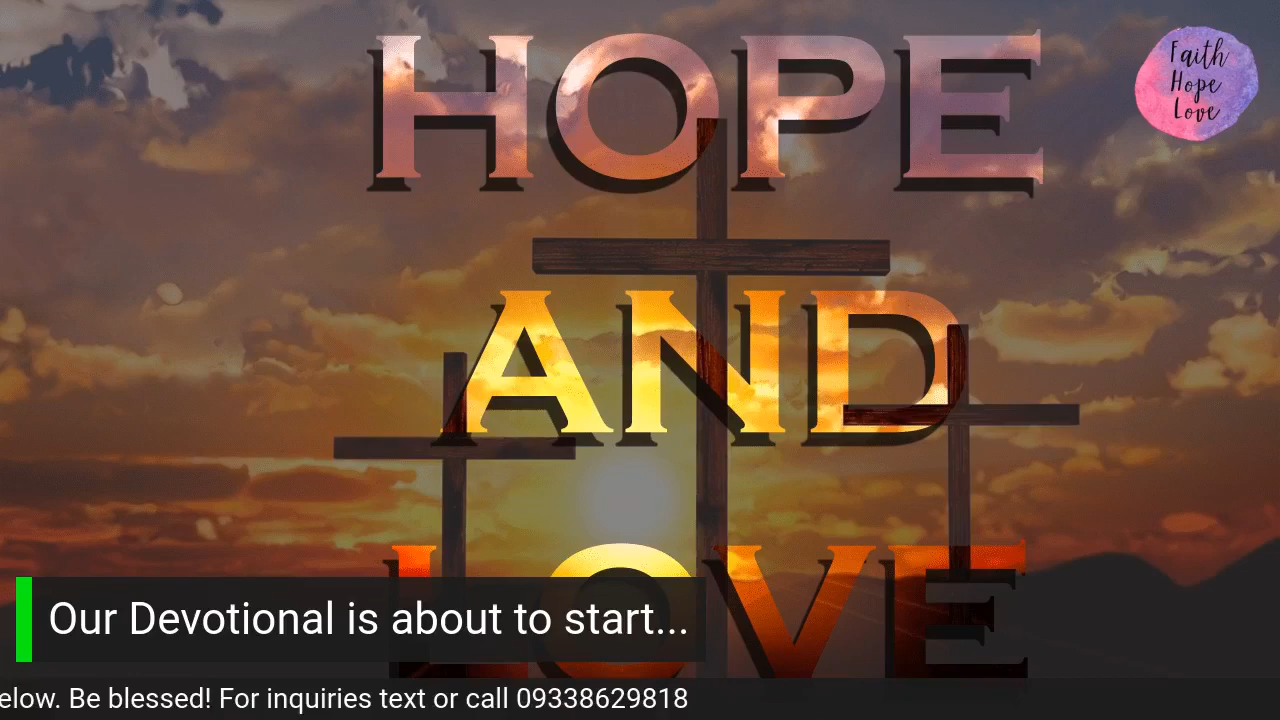 HOPE
AND
LOVE
Faith
Hope
Love
Our Devotional is about to start...
elow. Be blessed! For inquiries text or call 09338629818